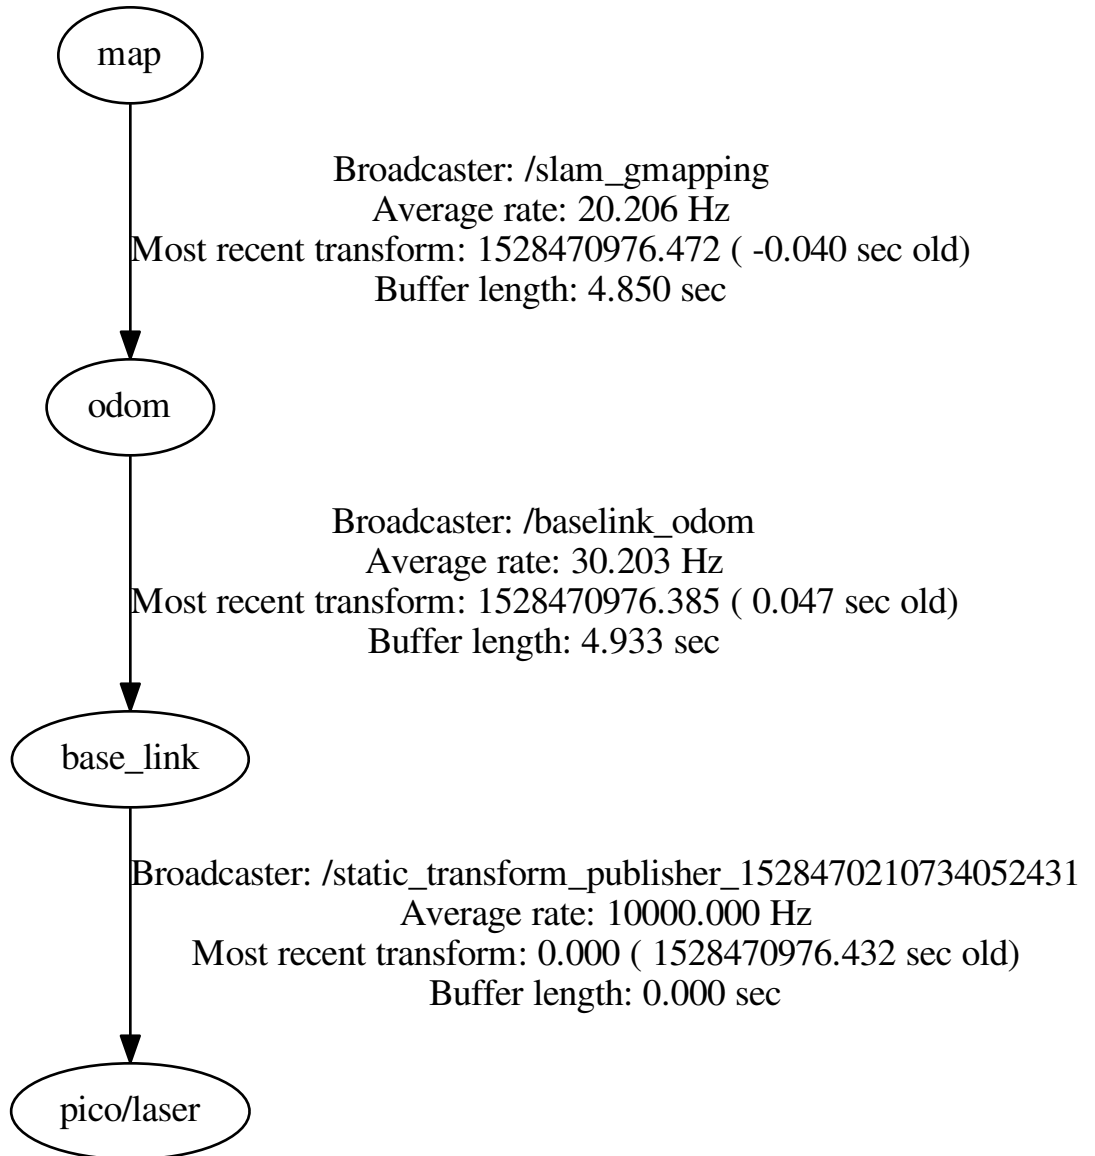 map
Broadcaster: /slam_gmapping
Average rate: 20.206 Hz
Most recent transform: 1528470976.472 ( -0.040 sec old)
Buffer length: 4.850 sec
odom
Broadcaster: /baselink_odom
Average rate: 30.203 Hz
Most recent transform: 1528470976.385 ( 0.047 sec old)
Buffer length: 4.933 sec
base_link
Broadcaster: /static_transform_publisher_1528470210734052431
Average rate: 10000.000 Hz
Most recent transform: 0.000 ( 1528470976.432 sec old)
Buffer length: 0.000 sec
pico/laser